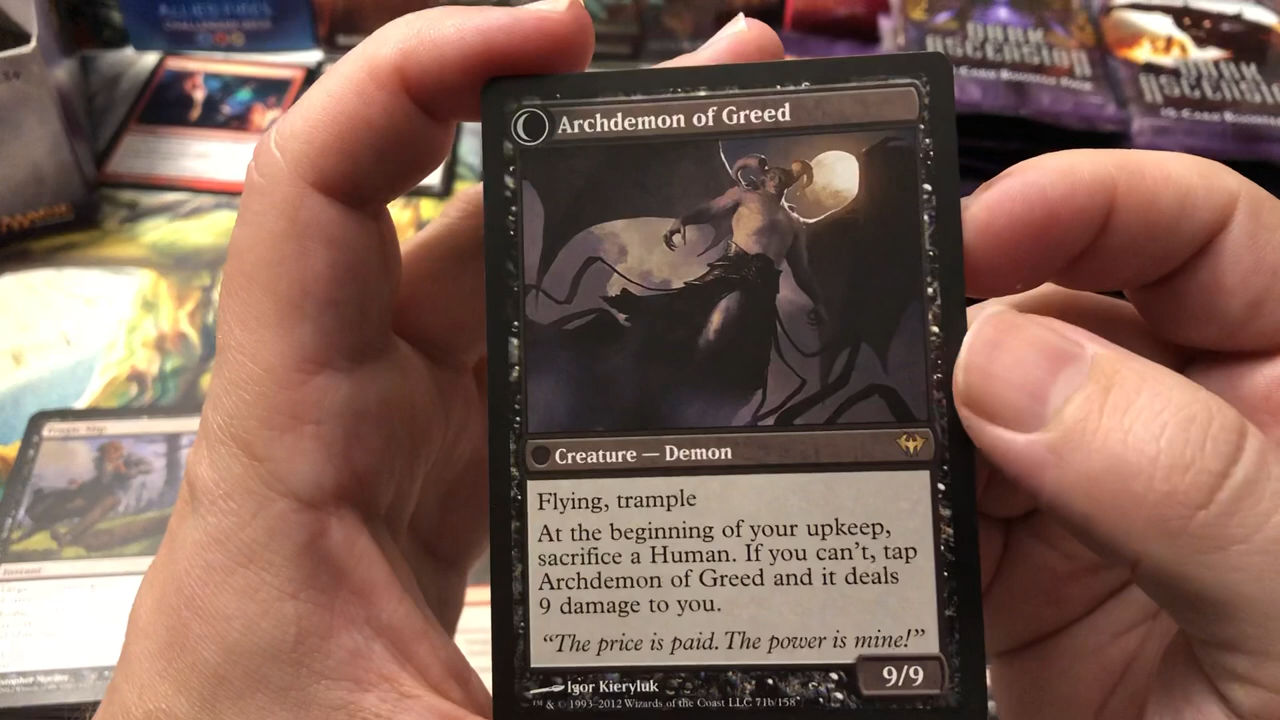 ALLIES
DARK
ASCENSION
DARK
ASCENSION
Archdemon of Greed
Creature — Demon
Flying, trample
At the beginning of your upkeep,
sacrifice a Human. If you can't, tap
Archdemon of Greed and it deals
9 damage to you.
"The price is paid. The power is mine!"
9/9
Igor Kieryluk
™ & © 1993–2012 Wizards of the Coast LLC 71b/158
Instant